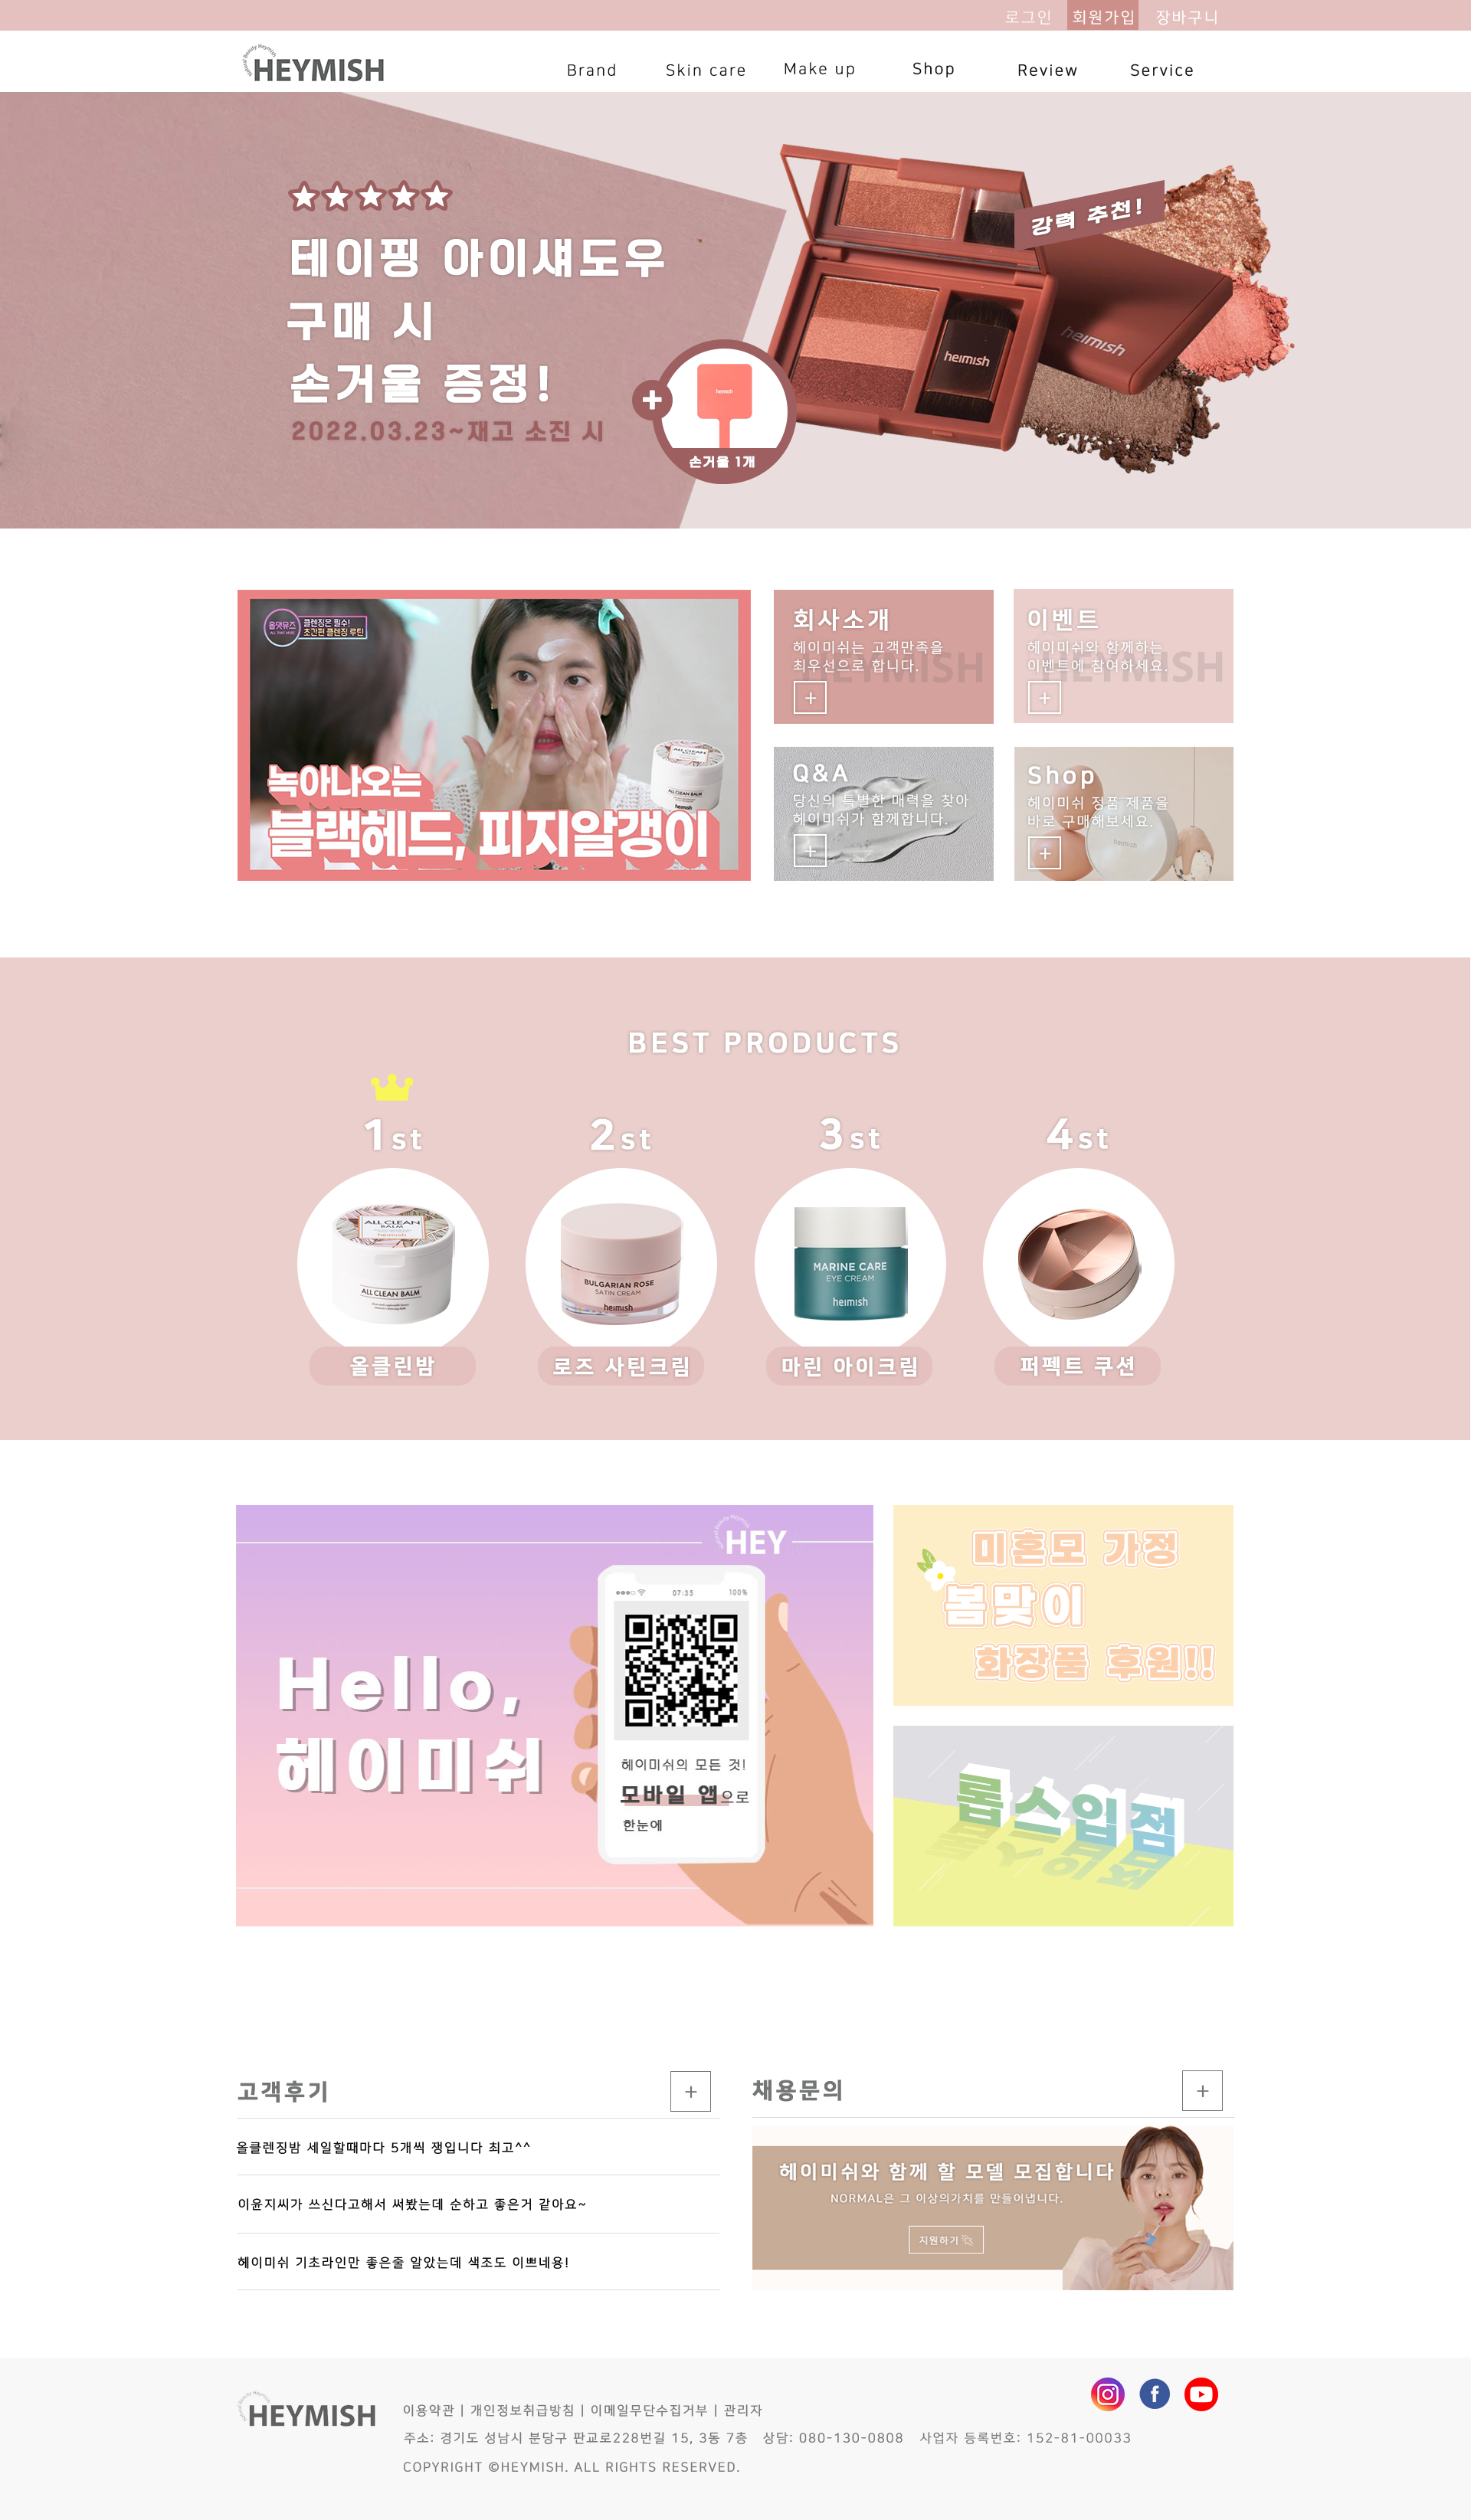 로그인 회원가입 장바구니
Natural Beauty Heymish
HEYMISH
Brand Skin care Make up Shop Review Service
테이핑 아이섀도우
구매 시
손거울 증정!
2022.03.23~재고 소진 시
강력 추천!
heimish
heimish
heimish
손거울 1개
올댓뮤즈
ALL THAT MUSE
클렌징은 필수!
초간편 클렌징 루틴
ALL CLEAN
BALM
heimish
녹아나오는
블랙헤드, 피지알갱이
회사소개
헤이미쉬는 고객만족을
최우선으로 합니다.
HEYMISH
+
이벤트
헤이미쉬와 함께하는
이벤트에 참여하세요.
HEYMISH
+
Q&A
당신의 특별한 매력을 찾아
헤이미쉬가 함께합니다.
+
Shop
헤이미쉬 정품 제품을
바로 구매해보세요.
heimish
+
BEST PRODUCTS
1st 2st 3st 4st
ALL CLEAN
BALM
heimish
ALL CLEAN BALM
BULGARIAN ROSE
SATIN CREAM
heimish
MARINE CARE
EYE CREAM
heimish
heimish
올클린밤 로즈 사틴크림 마린 아이크림 퍼펙트 쿠션
HEY
Hello,
헤이미쉬
07:33 100%
헤이미쉬의 모든 것!
모바일 앱으로
한눈에
미혼모 가정
봄맞이
화장품 후원!!
롭스입점
고객후기 +
올클렌징밤 세일할때마다 5개씩 쟁입니다 최고^^
이윤지씨가 쓰신다고해서 써봤는데 순하고 좋은거 같아요~
헤이미쉬 기초라인만 좋은줄 알았는데 색조도 이쁘네용!
채용문의 +
헤이미쉬와 함께 할 모델 모집합니다
NORMAL은 그 이상의가치를 만들어냅니다.
지원하기
Natural Beauty Heymish
HEYMISH
이용약관 | 개인정보취급방침 | 이메일무단수집거부 | 관리자
주소: 경기도 성남시 분당구 판교로228번길 15, 3동 7층 상담: 080-130-0808 사업자 등록번호: 152-81-00033
COPYRIGHT ©HEYMISH. ALL RIGHTS RESERVED.